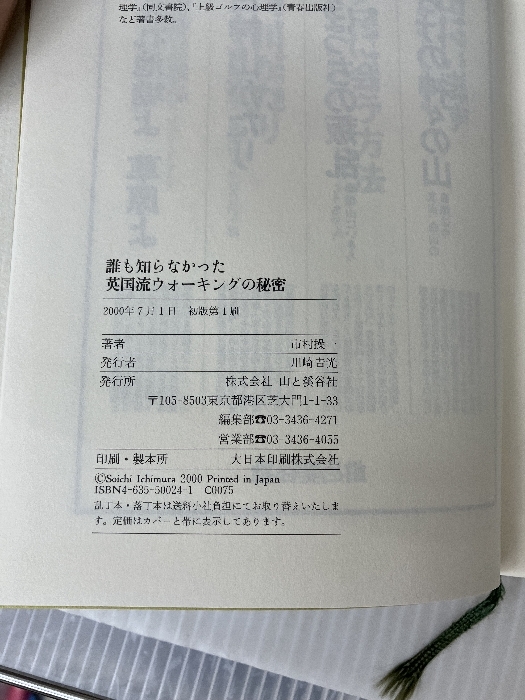 理学』(同文書院)、『上級ゴルフの心理学』(青春出版社)
など著書多数。
誰も知らなかった
英国流ウォーキングの秘密
2000年7月1日 初版第1刷
著者 市村操一
発行者 川崎吉光
発行所 株式会社 山と溪谷社
〒105-8503東京都港区芝大門1-1-33
編集部☎03-3436-4271
営業部☎03-3436-4055
印刷・製本所 大日本印刷株式会社
©Soichi Ichimura 2000 Printed in Japan
ISBN4-635-50024-1 C0075
乱丁本・落丁本は送料小社負担にてお取り替えいたしま
す。定価はカバーと帯に表示してあります。